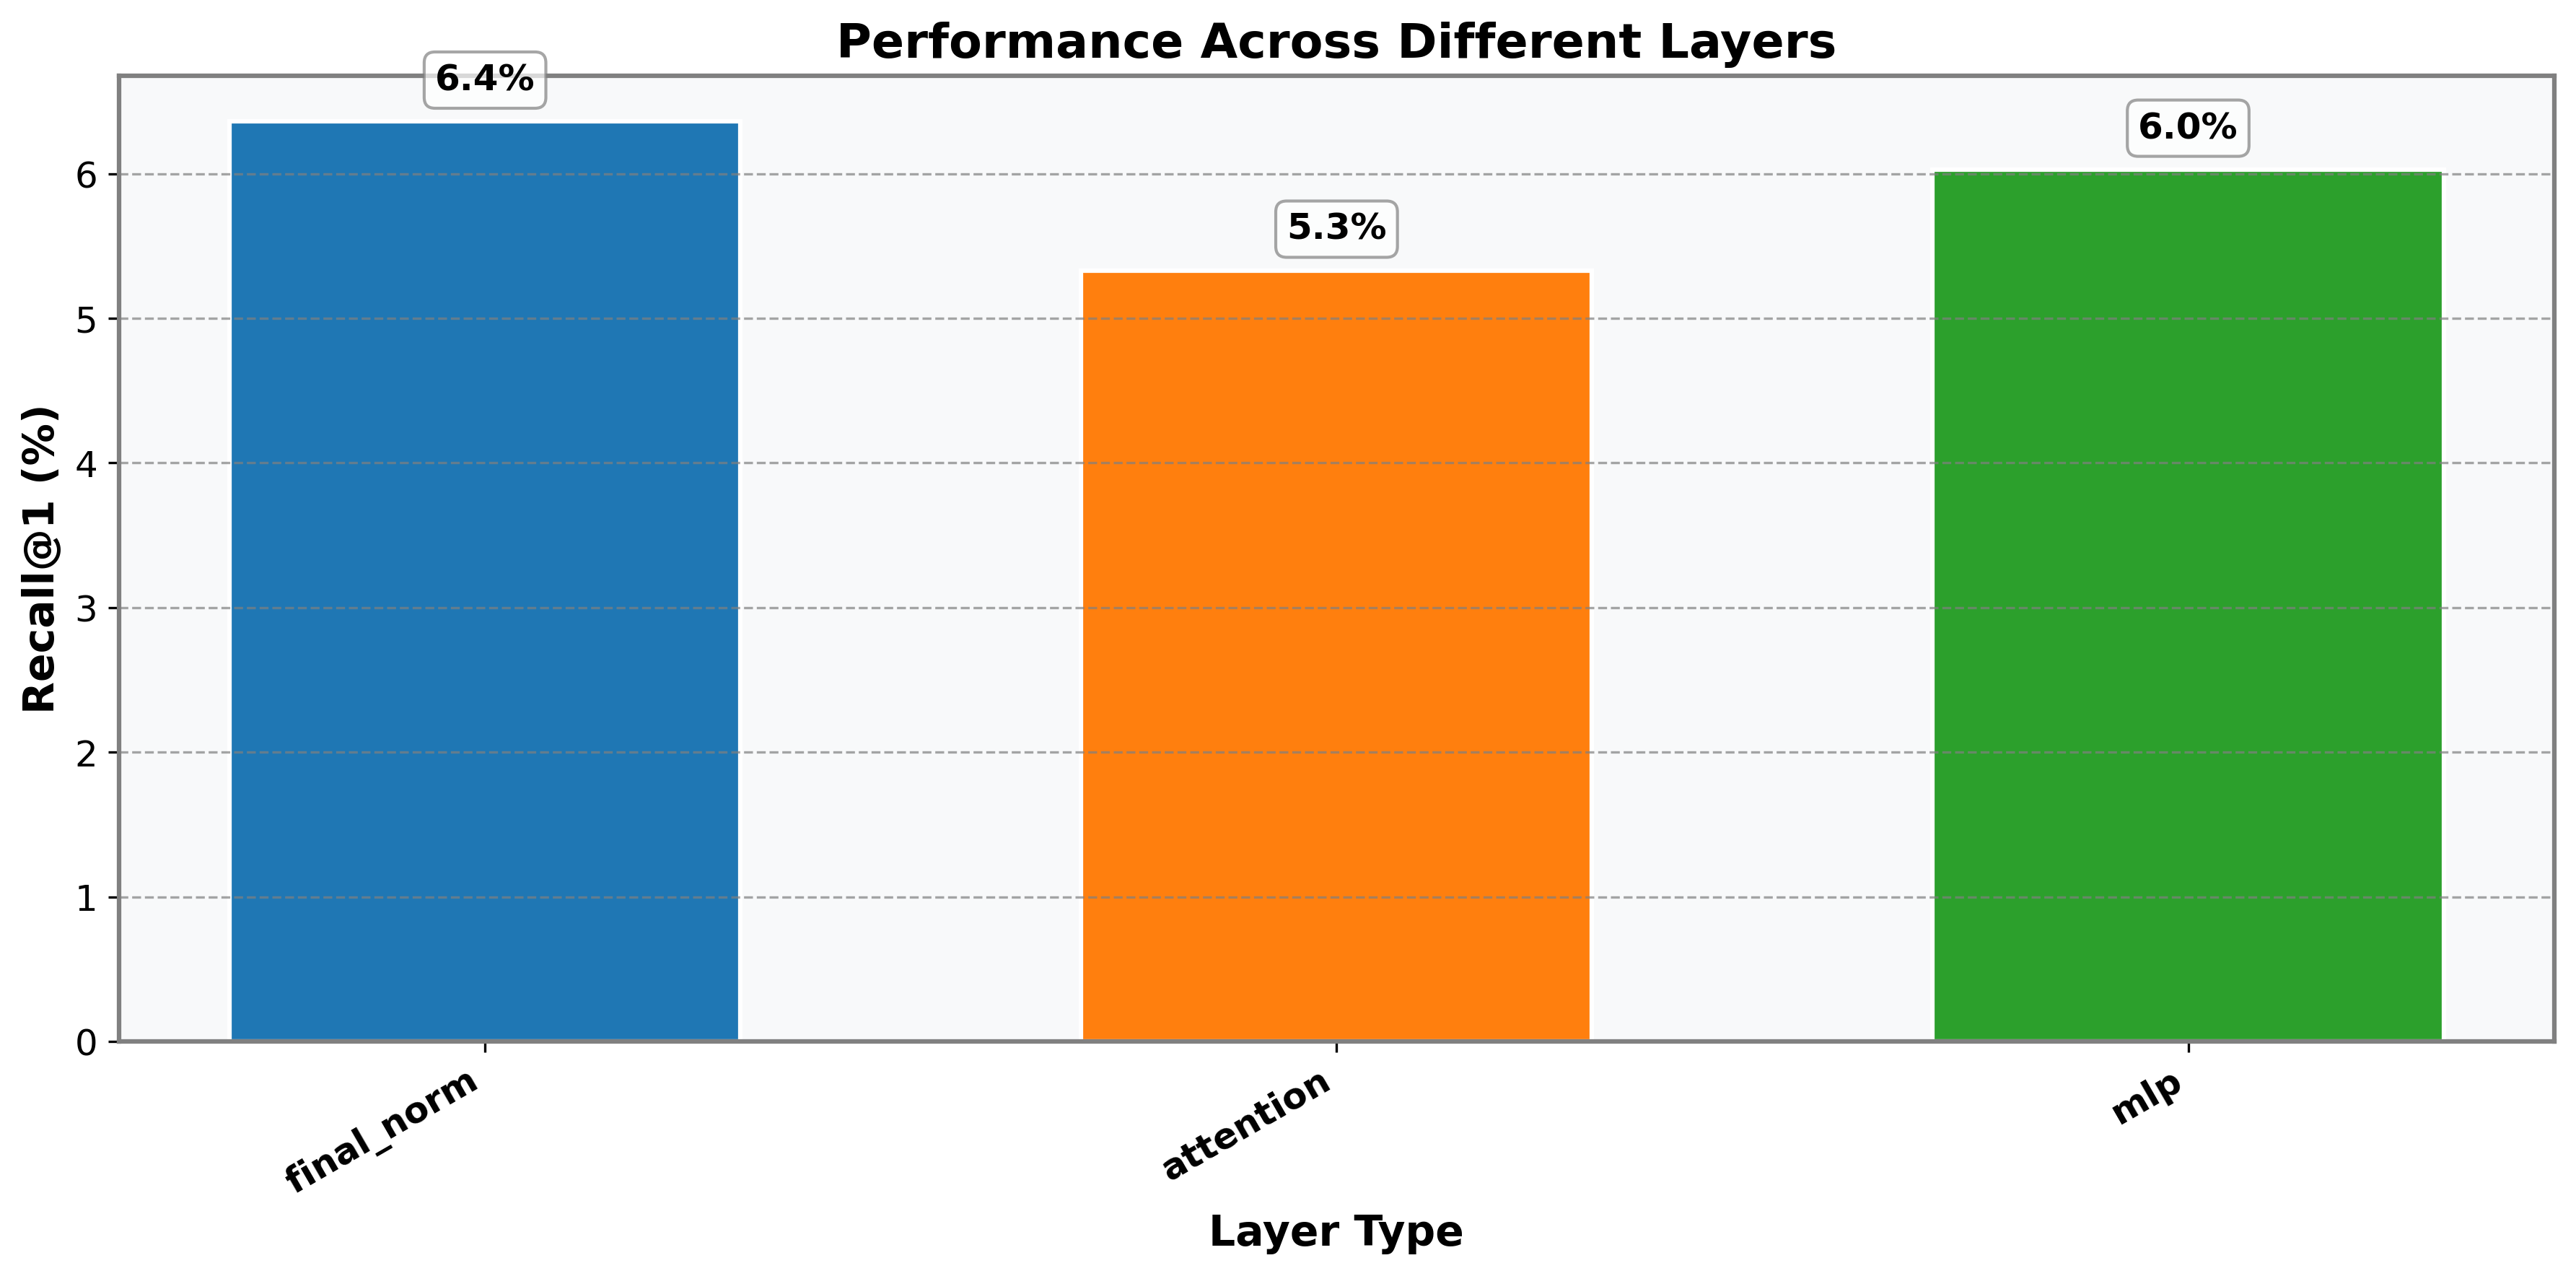 Performance Across Different Layers
6.4%
5.3%
6.0%
Recall@1 (%)
6
5
4
3
2
1
0
final_norm
attention
mlp
Layer Type